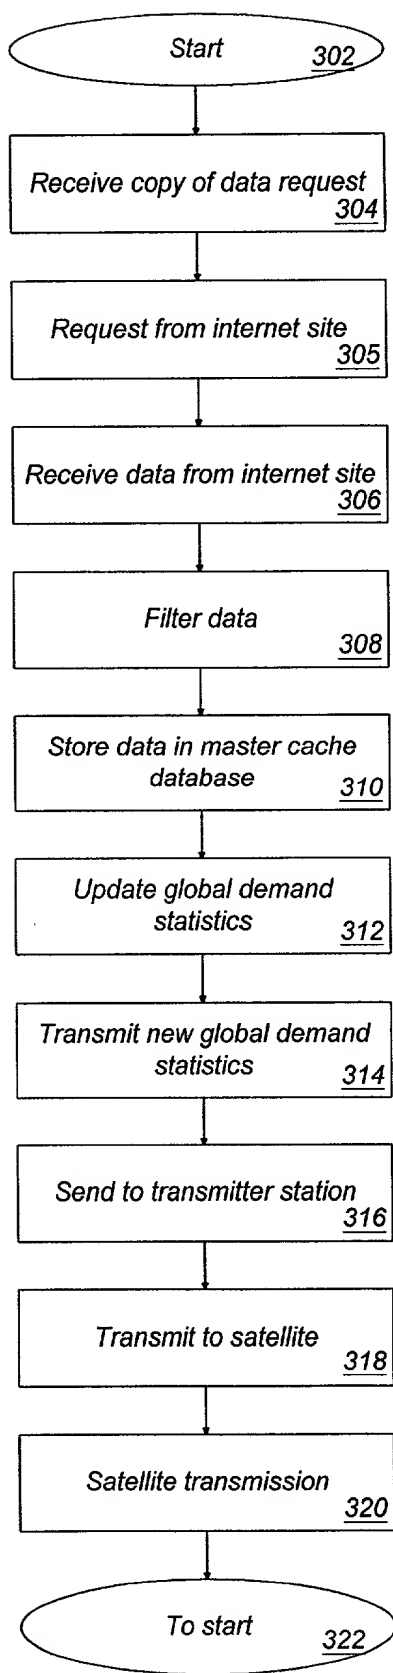 Start
302
Receive copy of data request
304
Request from internet site
305
Receive data from internet site
306
Filter data
308
Store data in master cache
database
310
Update global demand
statistics
312
Transmit new global demand
statistics
314
Send to transmitter station
316
Transmit to satellite
318
Satellite transmission
320
To start
322